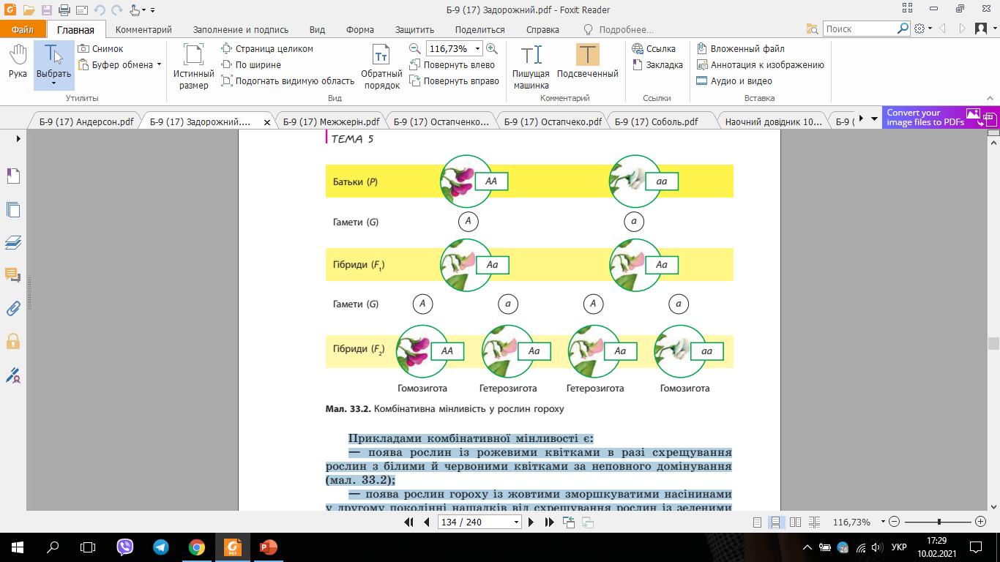 Б-9 (17) Задорожний.pdf - Foxit Reader
Файл Главная Комментарий Заполнение и подпись Вид Форма Защитить Поделиться Справка Подробнее... Поиск
Рука
Выбрать
Снимок
Буфер обмена
Утилиты
Истинный размер
Страница целиком
По ширине
Подогнать видимую область
Обратный порядок
116,73%
Повернуть влево
Повернуть вправо
Вид
Пишущая машинка
Подсвеченный
Комментарий
Ссылка
Закладка
Ссылки
Вложенный файл
Аннотация к изображению
Аудио и видео
Вставка
Б-9 (17) Андерсон.pdf Б-9 (17) Задорожний.... Б-9 (17) Межжерін.pdf Б-9 (17) Остапченко... Б-9 (17) Остапчеко.pdf Б-9 (17) Соболь.pdf Наочний довідник 10... Б-9 (
Convert your
image files to PDFs
PDF
ТЕМА 5
Батьки (P) AA aa
Гамети (G) A a
Гібриди (F1) Aa Aa
Гамети (G) A a A a
Гібриди (F2) AA Aa Aa aa
Гомозигота Гетерозигота Гетерозигота Гомозигота
Мал. 33.2. Комбінативна мінливість у рослин гороху
Прикладами комбінативної мінливості є:
— поява рослин із рожевими квітками в разі схрещування
рослин з білими й червоними квітками за неповного домінування
(мал. 33.2);
— поява рослин гороху із жовтими зморшкуватими насінинами
у другому поколінні нащадків від схрещування рослин із зеленими
134 / 240 116,73%
26 УКР 17:29
10.02.2021